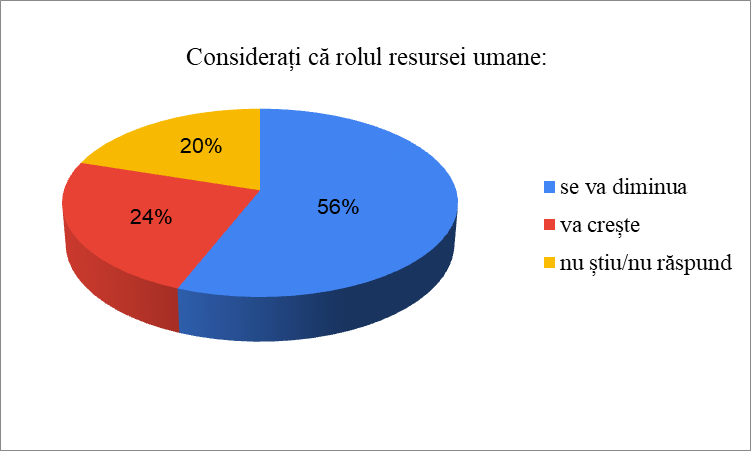 Considerați că rolul resursei umane:
20%
56%
24%
se va diminua
va crește
nu știu/nu răspund